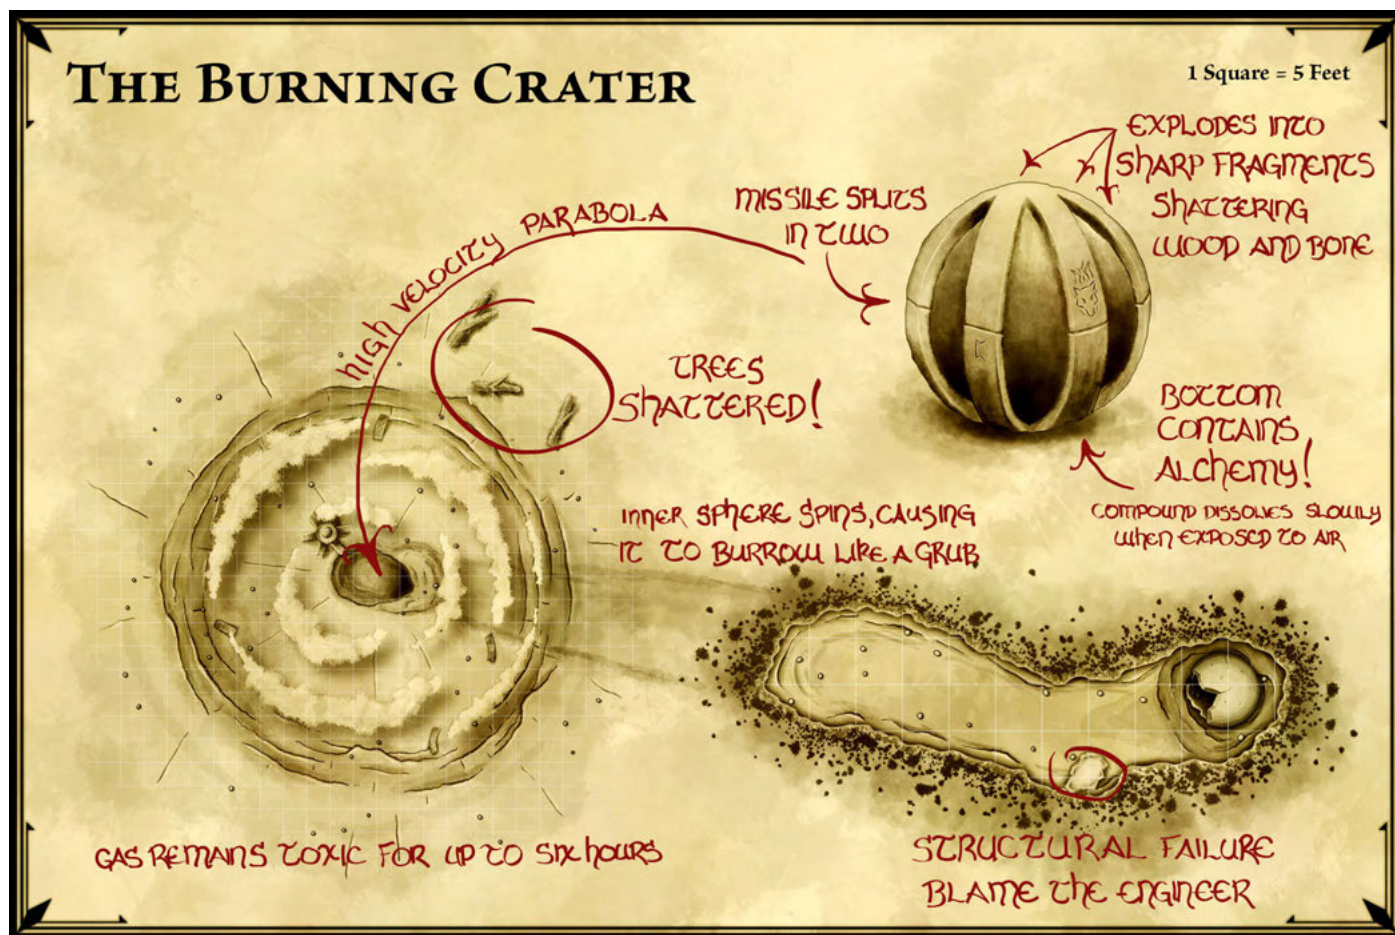 THE BURNING CRATER
1 Square = 5 Feet
EXPLODES INTO
SHARP FRAGMENTS
SHATTERING
WOOD AND BONE
MISSILE SPLITS
IN TWO
HIGH VELOCITY PARABOLA
TREES
SHATTERED!
BOTTOM
CONTAINS
ALCHEMY!
COMPOUND DISSOLVES SLOWLY
WHEN EXPOSED TO AIR
INNER SPHERE SPINS, CAUSING
IT TO BURROW LIKE A GRUB
GAS REMAINS TOXIC FOR UP TO SIX HOURS
STRUCTURAL FAILURE
BLAME THE ENGINEER